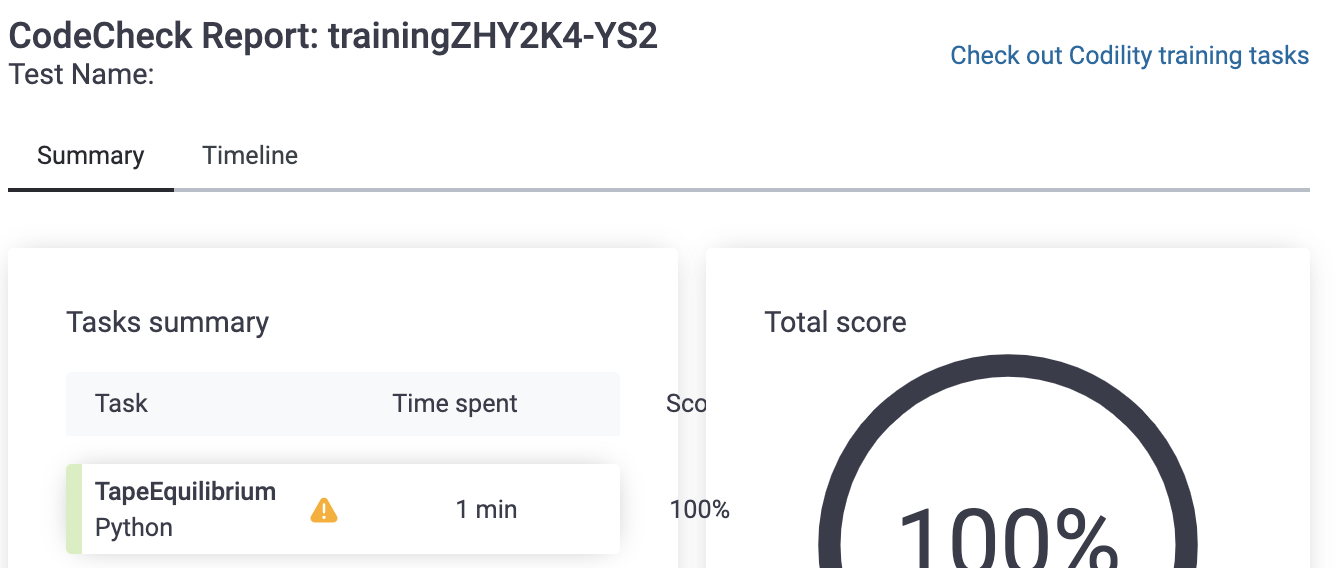 CodeCheck Report: trainingZHY2K4-YS2
Test Name:
Check out Codility training tasks
Summary Timeline
Tasks summary
Task Time spent Sco
TapeEquilibrium
Python
1 min 100%
Total score
100%